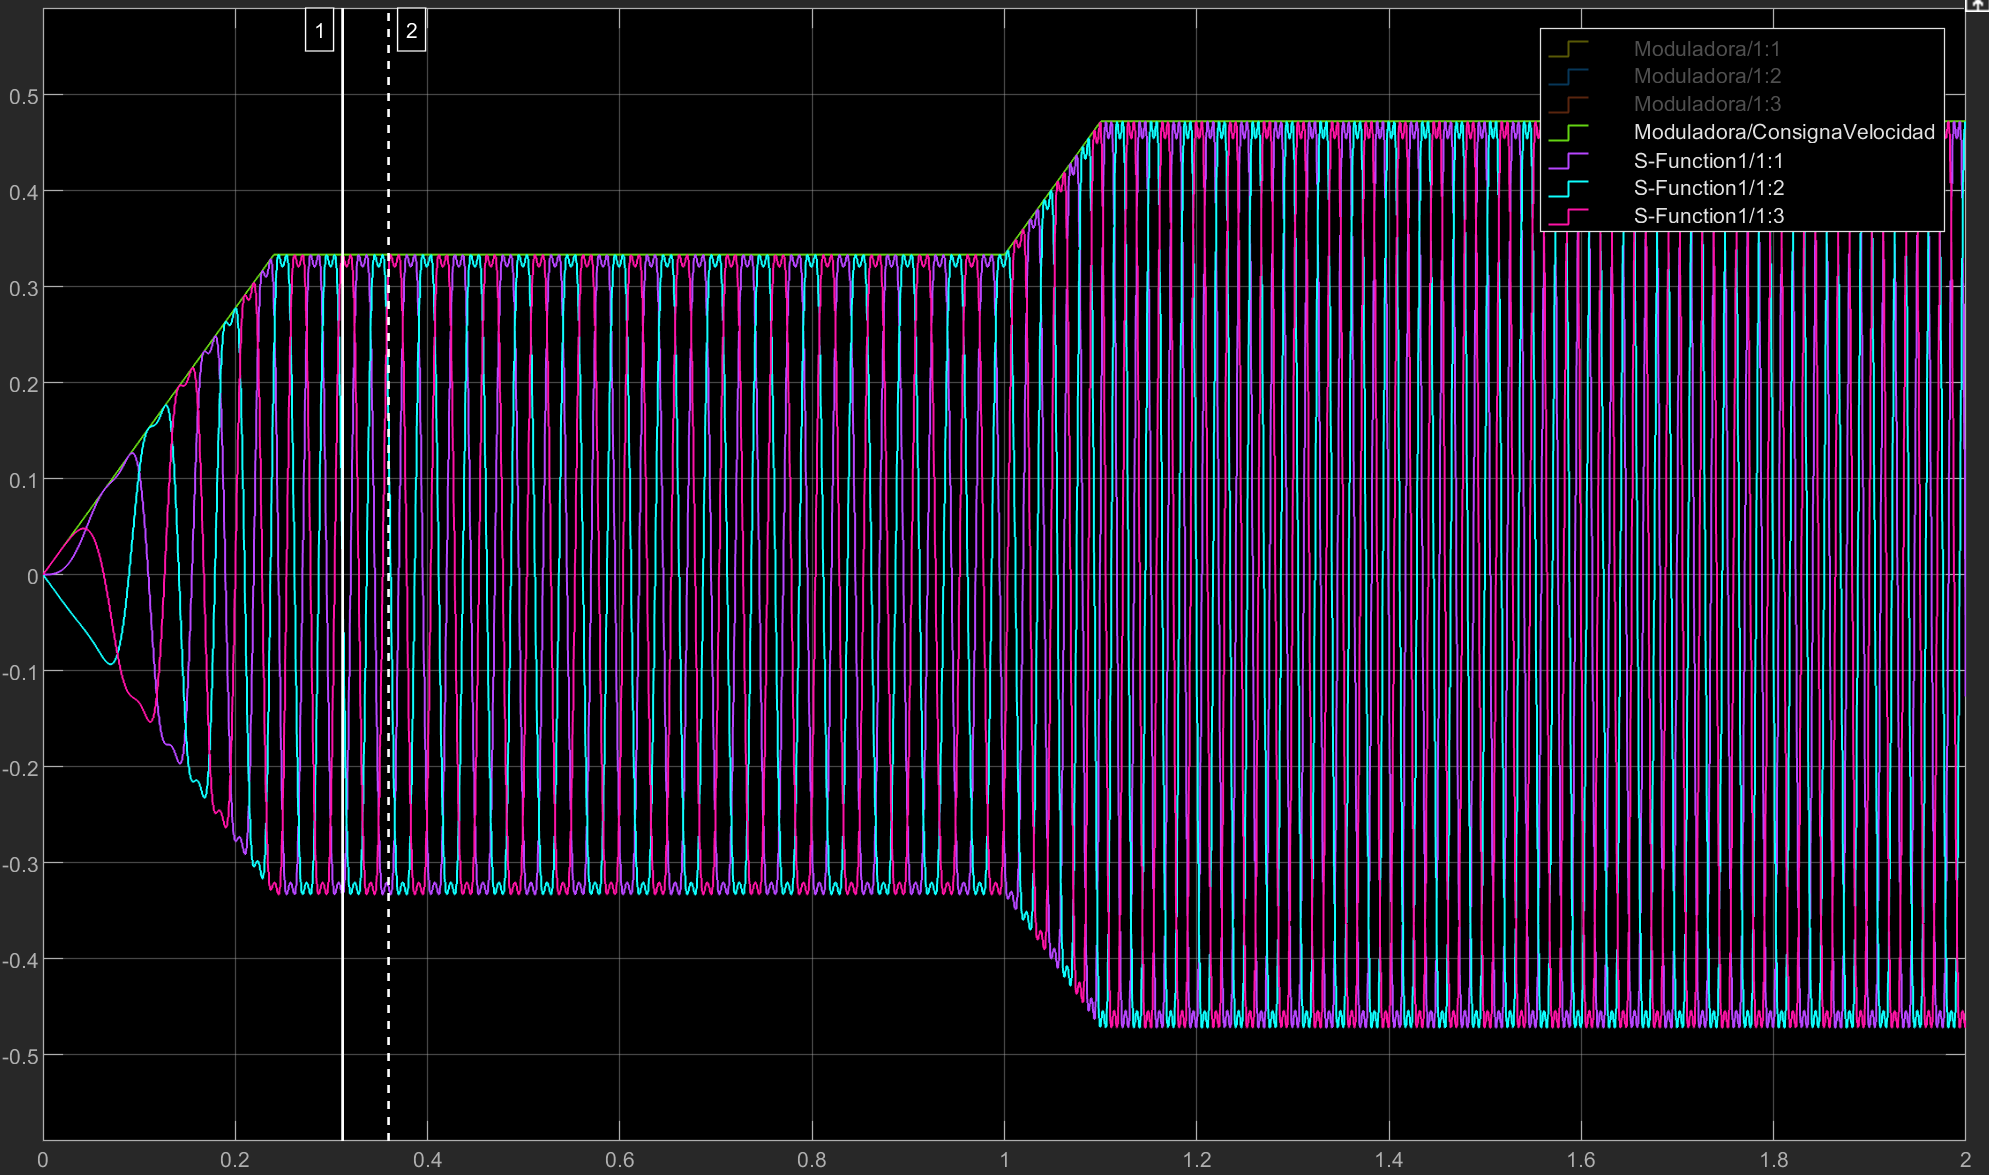 1
2
Moduladora/1:1
Moduladora/1:2
Moduladora/1:3
Moduladora/ConsignaVelocidad
S-Function1/1:1
S-Function1/1:2
S-Function1/1:3
0.5
0.4
0.3
0.2
0.1
0
-0.1
-0.2
-0.3
-0.4
-0.5
0 0.2 0.4 0.6 0.8 1 1.2 1.4 1.6 1.8 2